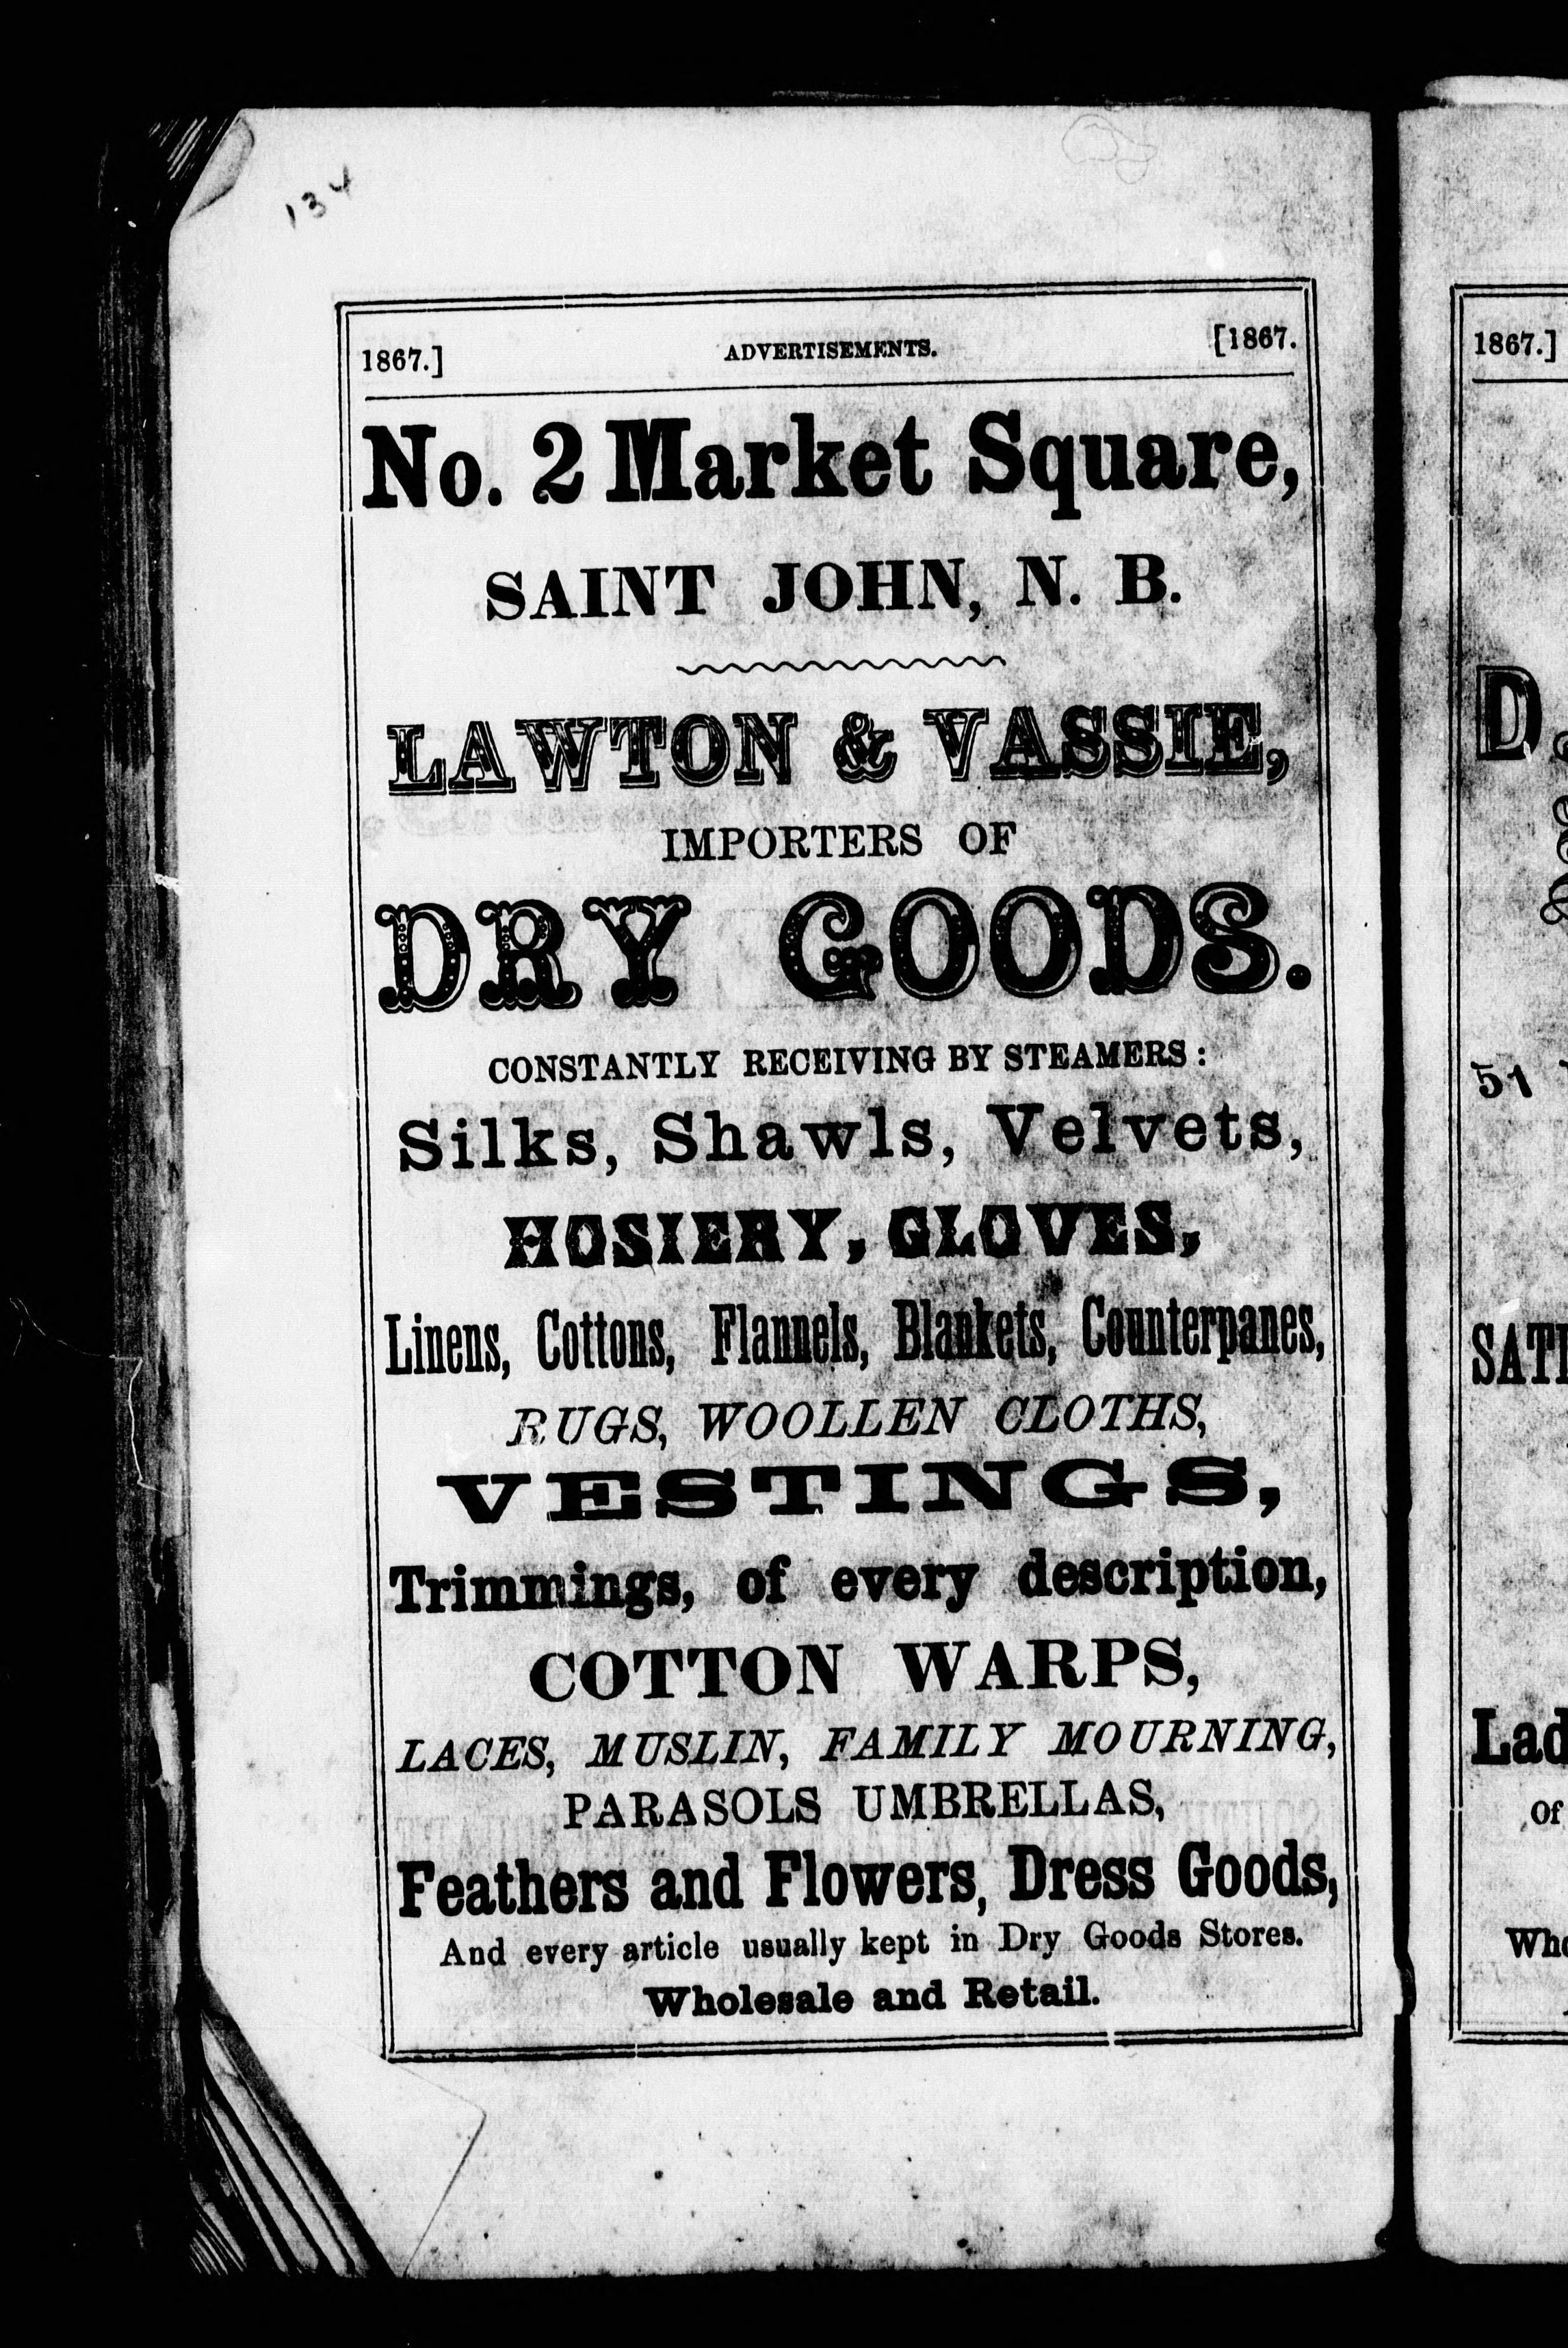 134
1867.] ADVERTISEMENTS. [1867.
No. 2 Market Square,
SAINT JOHN, N. B.
LAWTON & VASSIE,
IMPORTERS OF
DRY GOODS.
CONSTANTLY RECEIVING BY STEAMERS:
Silks, Shawls, Velvets,
HOSIERY, GLOVES,
Linens, Cottons, Flannels, Blankets, Counterpanes,
RUGS, WOOLLEN CLOTHS,
VESTINGS,
Trimmings, of every description,
COTTON WARPS,
LACES, MUSLIN, FAMILY MOURNING,
PARASOLS UMBRELLAS,
Feathers and Flowers, Dress Goods,
And every article usually kept in Dry Goods Stores.
Wholesale and Retail.
1867.]
D
51
SATI
Lad
Of
Who